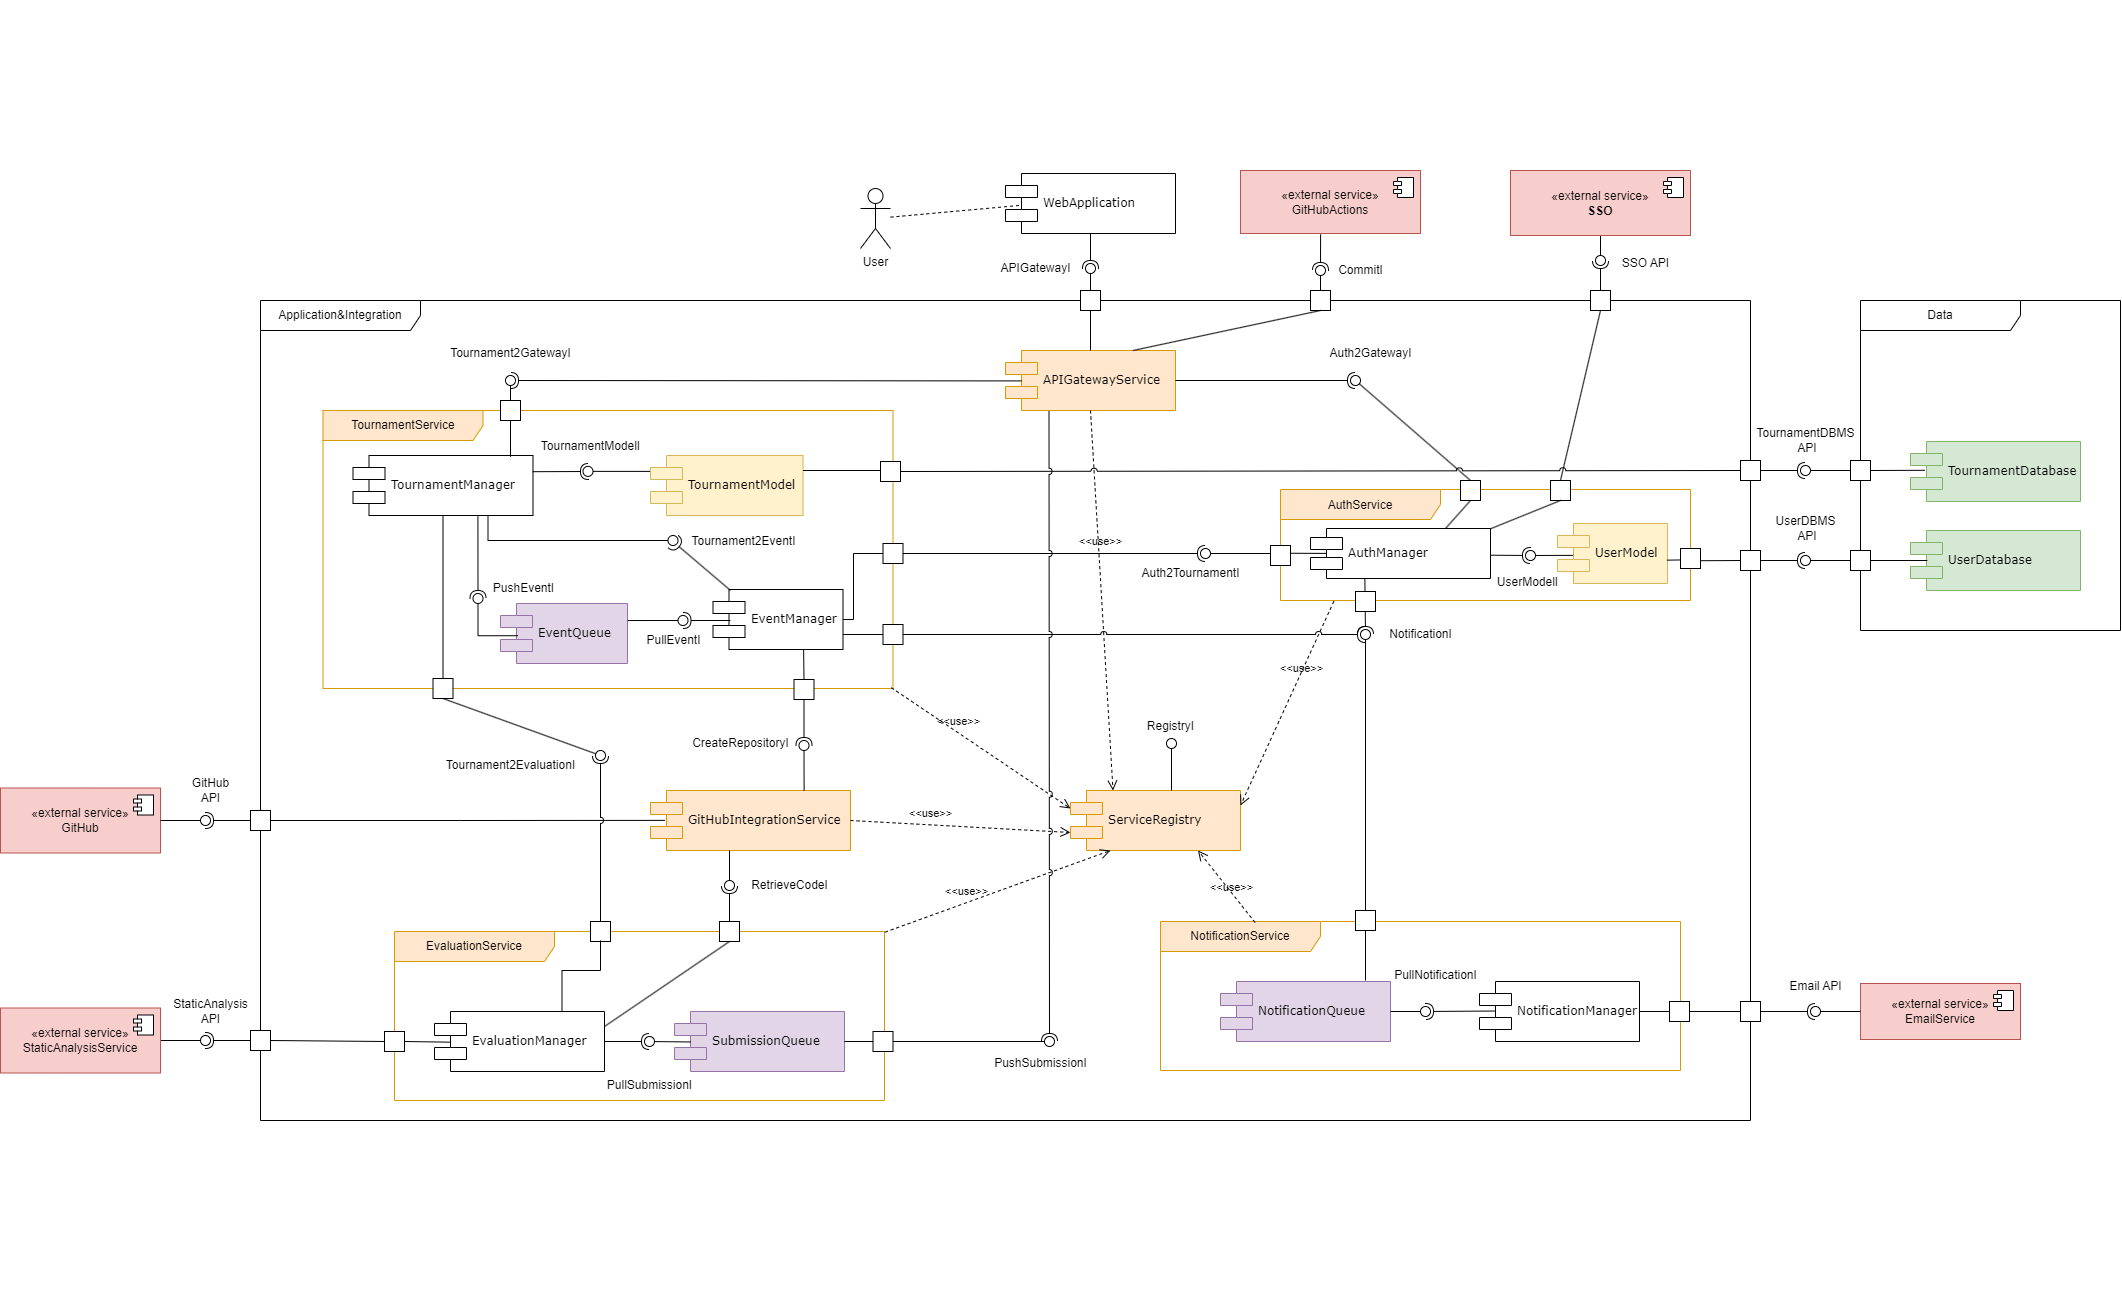 WebApplication
«external service»
GitHubActions
«external service»
SSO
User
APIGatewayI
CommitI
SSO API
Application&Integration
Data
Tournament2GatewayI
Auth2GatewayI
APIGatewayService
TournamentService
TournamentModelI
TournamentDBMS
API
TournamentManager
TournamentModel
TournamentDatabase
AuthService
UserDBMS
API
Tournament2EventI
<<use>>
AuthManager
UserModel
UserDatabase
Auth2TournamentI
UserModelI
PushEventI
EventQueue
PullEventI
EventManager
NotificationI
<<use>>
<<use>>
RegistryI
CreateRepositoryI
Tournament2EvaluationI
GitHub
API
«external service»
GitHub
GitHubIntegrationService
<<use>>
ServiceRegistry
RetrieveCodeI
<<use>>
<<use>>
EvaluationService
NotificationService
PullNotificationI
Email API
StaticAnalysis
API
«external service»
StaticAnalysisService
EvaluationManager
SubmissionQueue
NotificationQueue
NotificationManager
«external service»
EmailService
PushSubmissionI
PullSubmissionI